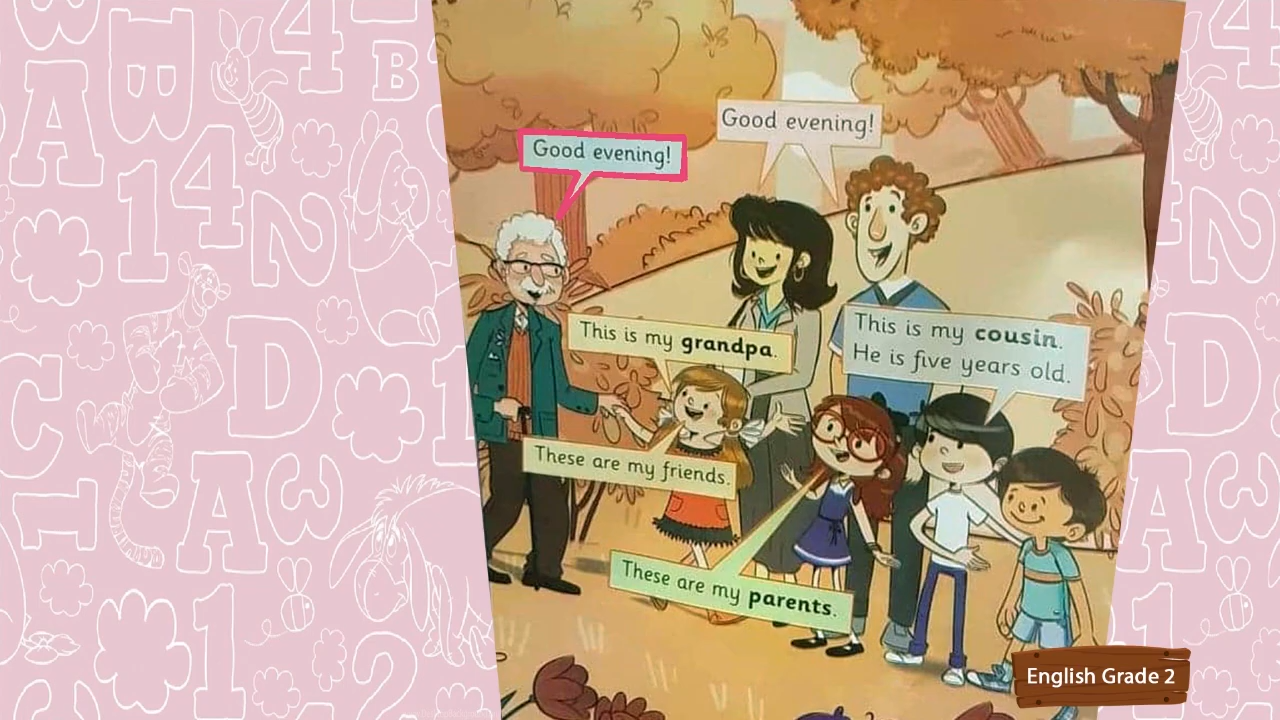 Good evening!
Good evening!
This is my grandpa.
This is my cousin.
He is five years old.
These are my friends.
These are my parents.
English Grade 2